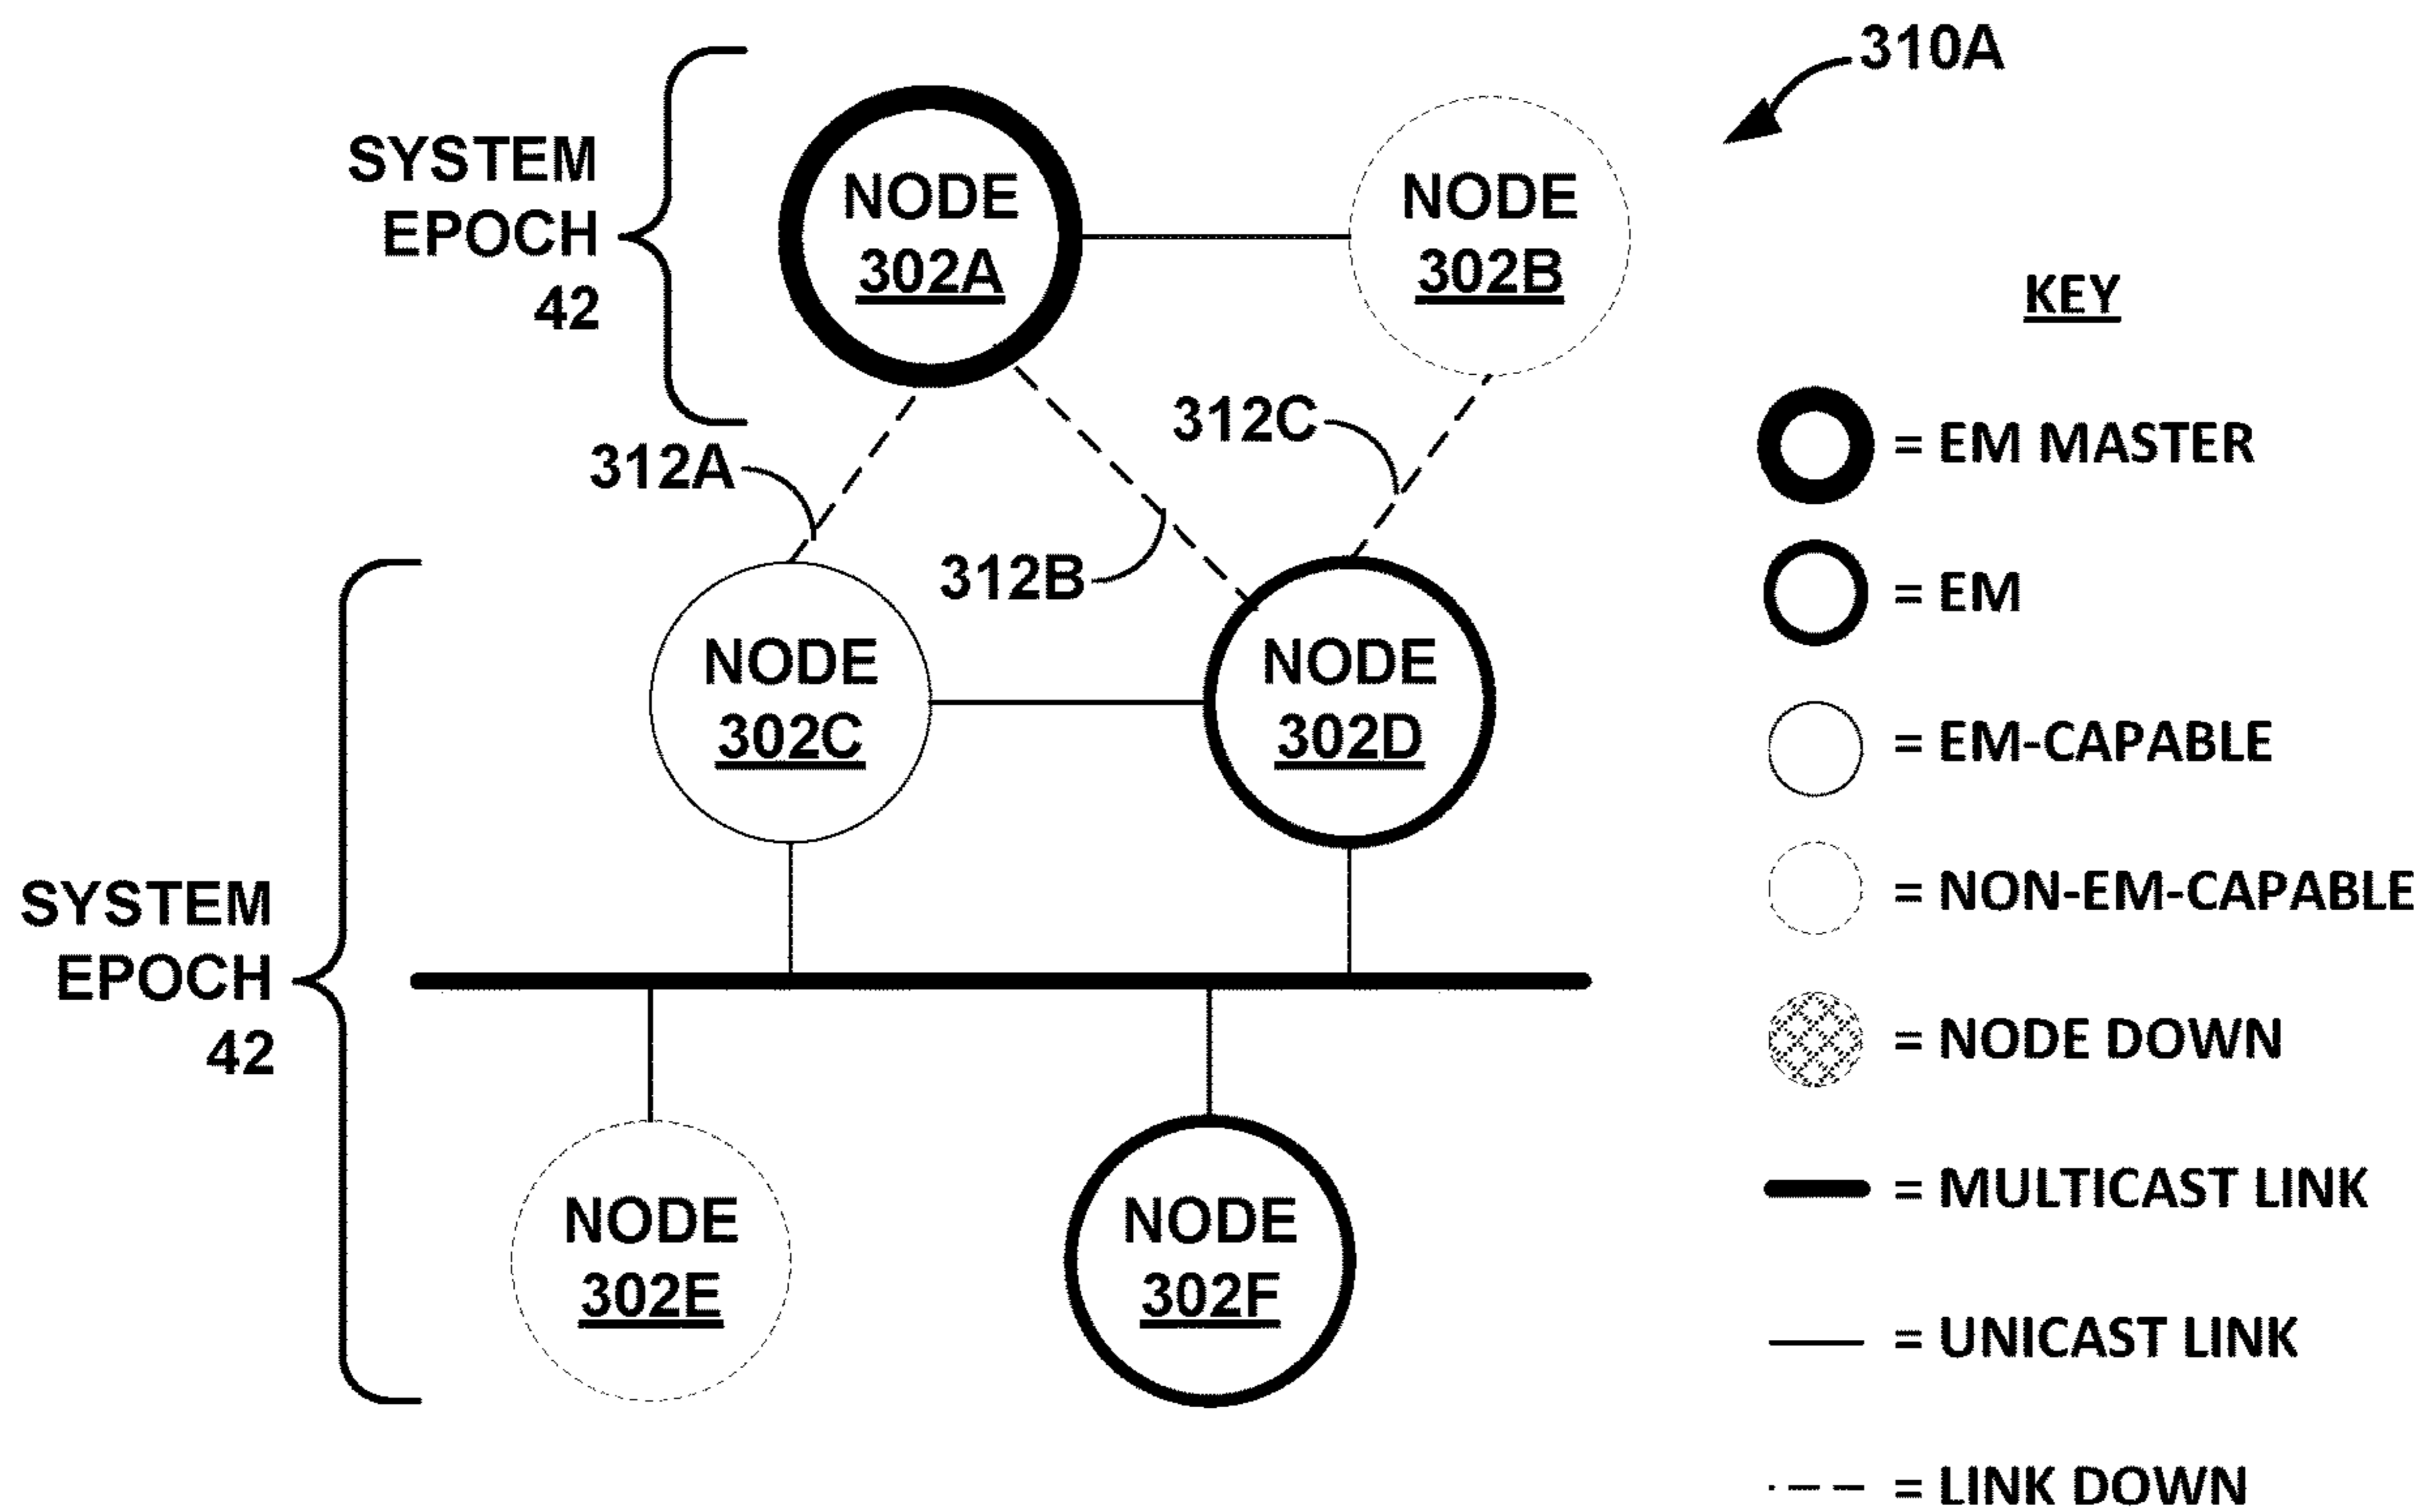 310A
SYSTEM
EPOCH
42
NODE
302A
NODE
302B
312A
312B
312C
NODE
302C
NODE
302D
SYSTEM
EPOCH
42
NODE
302E
NODE
302F
KEY
= EM MASTER
= EM
= EM-CAPABLE
= NON-EM-CAPABLE
= NODE DOWN
= MULTICAST LINK
= UNICAST LINK
= LINK DOWN